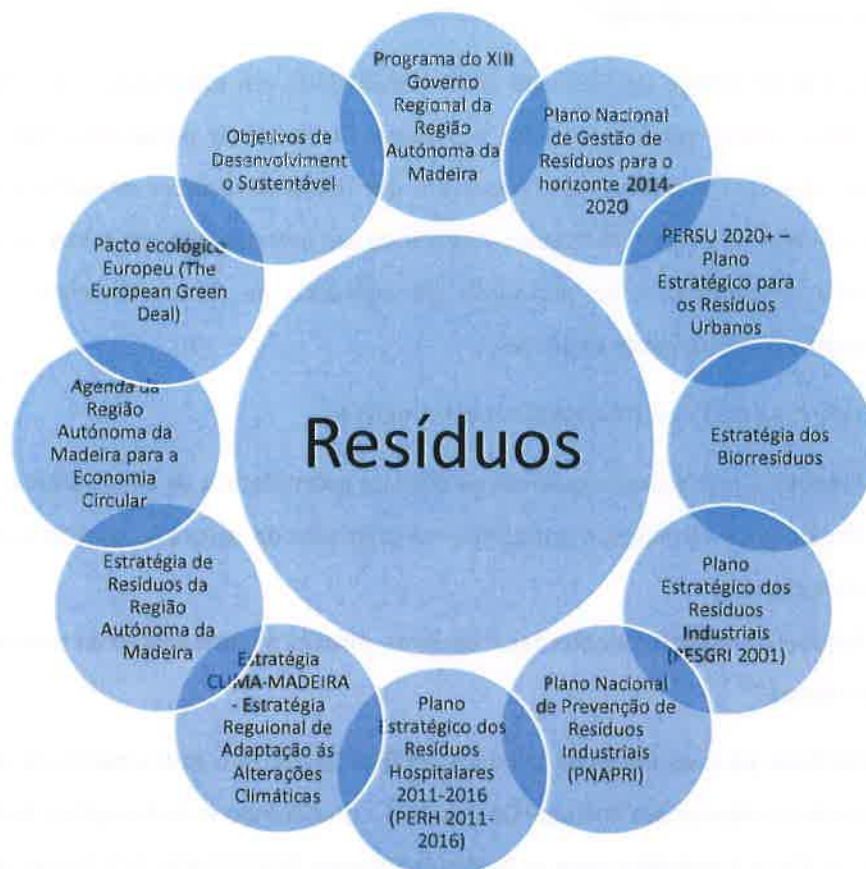 Programa do XIII
Governo
Regional da
Região
Autónoma da
Madeira
Plano Nacional
de Gestão de
Resíduos para o
horizonte 2014-
2020
PERSU 2020+ –
Plano
Estratégico para
os Resíduos
Urbanos
Estratégia dos
Biorresíduos
Plano
Estratégico dos
Resíduos
Industriais
(PESGRI 2001)
Plano Nacional
de Prevenção de
Resíduos
Industriais
(PNAPRI)
Plano
Estratégico dos
Resíduos
Hospitalares
2011-2016
(PERH 2011-
2016)
Estratégia
CLIMA-MADEIRA
- Estratégia
Reguional de
Adaptação ás
Alterações
Climáticas
Estratégia de
Resíduos da
Região
Autónoma da
Madeira
Agenda da
Região
Autónoma da
Madeira para a
Economia
Circular
Pacto ecológico
Europeu (The
European Green
Deal)
Objetivos de
Desenvolviment
o Sustentável
Resíduos